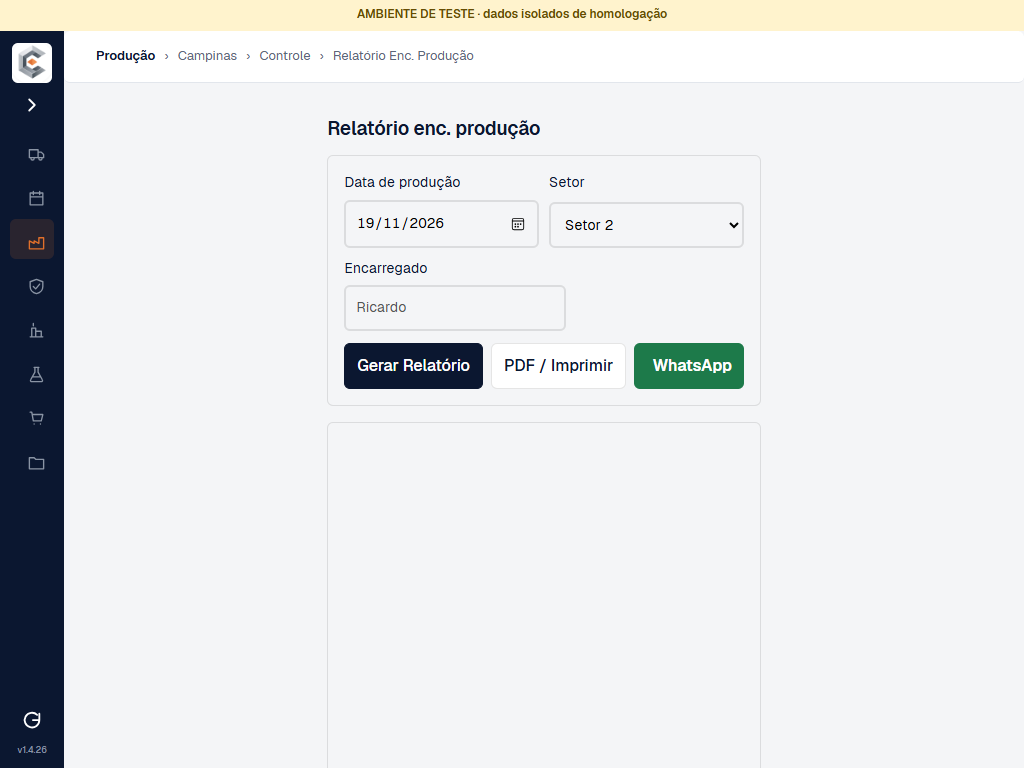 AMBIENTE DE TESTE · dados isolados de homologação
Produção › Campinas › Controle › Relatório Enc. Produção
Relatório enc. produção
Data de produção
Setor
19/11/2026
Setor 2
Encarregado
Ricardo
Gerar Relatório
PDF / Imprimir
WhatsApp
v1.4.26